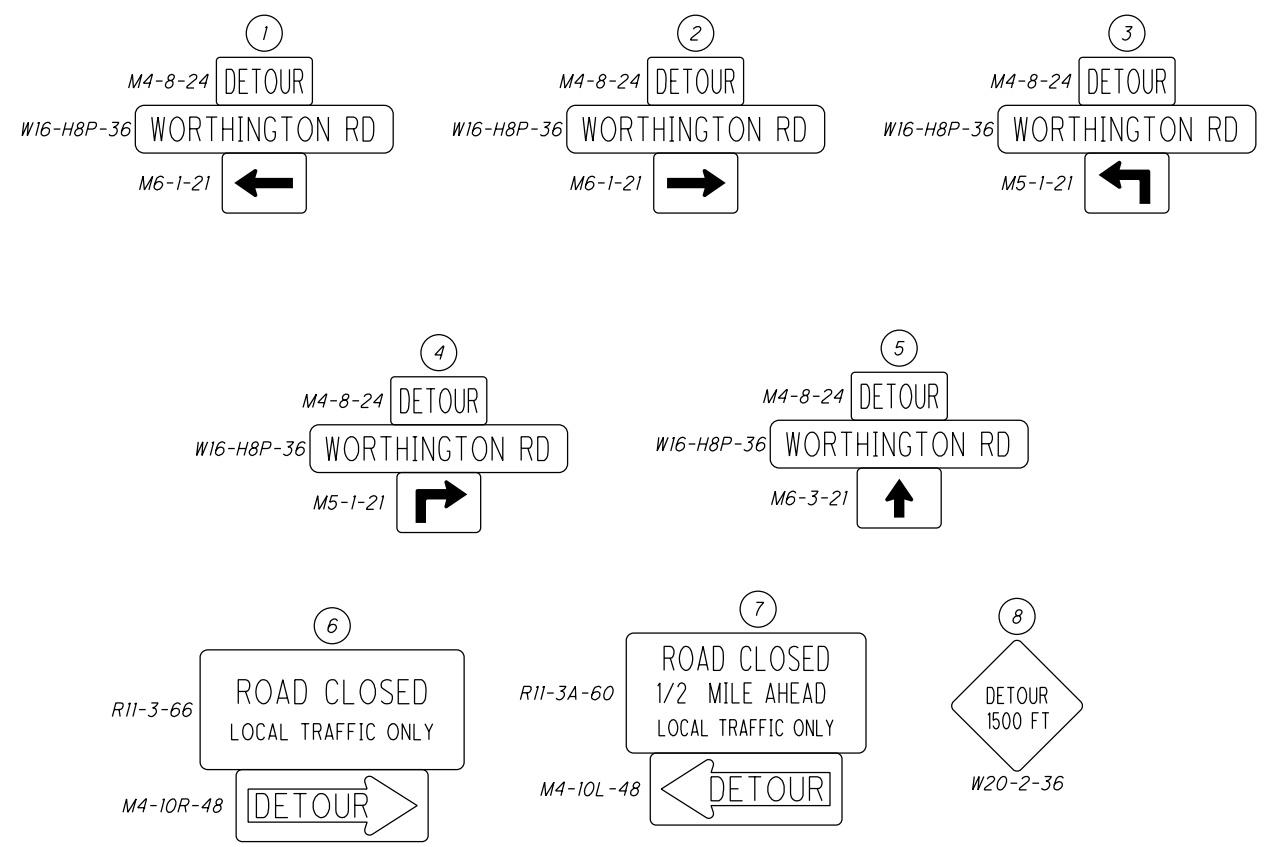 1
M4-8-24 DETOUR
W16-H8P-36 WORTHINGTON RD
M6-1-21
2
M4-8-24 DETOUR
W16-H8P-36 WORTHINGTON RD
M6-1-21
3
M4-8-24 DETOUR
W16-H8P-36 WORTHINGTON RD
M5-1-21
4
M4-8-24 DETOUR
W16-H8P-36 WORTHINGTON RD
M5-1-21
5
M4-8-24 DETOUR
W16-H8P-36 WORTHINGTON RD
M6-3-21
6
ROAD CLOSED
R11-3-66
LOCAL TRAFFIC ONLY
M4-10R-48 DETOUR
7
ROAD CLOSED
R11-3A-60 1/2 MILE AHEAD
LOCAL TRAFFIC ONLY
M4-10L-48 DETOUR
8
DETOUR
1500 FT
W20-2-36